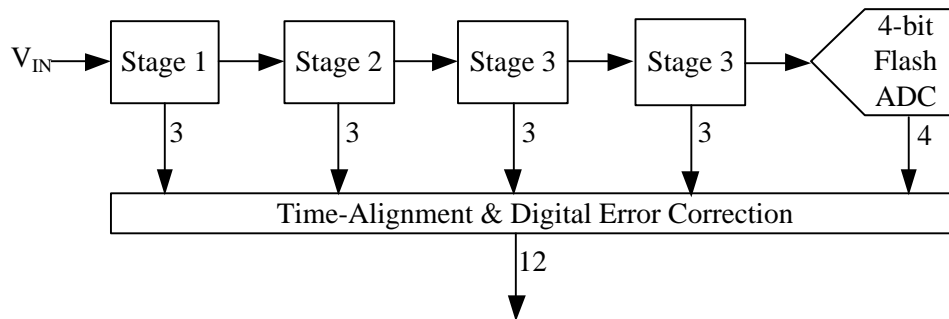 V_IN
Stage 1
Stage 2
Stage 3
Stage 3
4-bit
Flash
ADC
3
3
3
3
4
Time-Alignment & Digital Error Correction
12